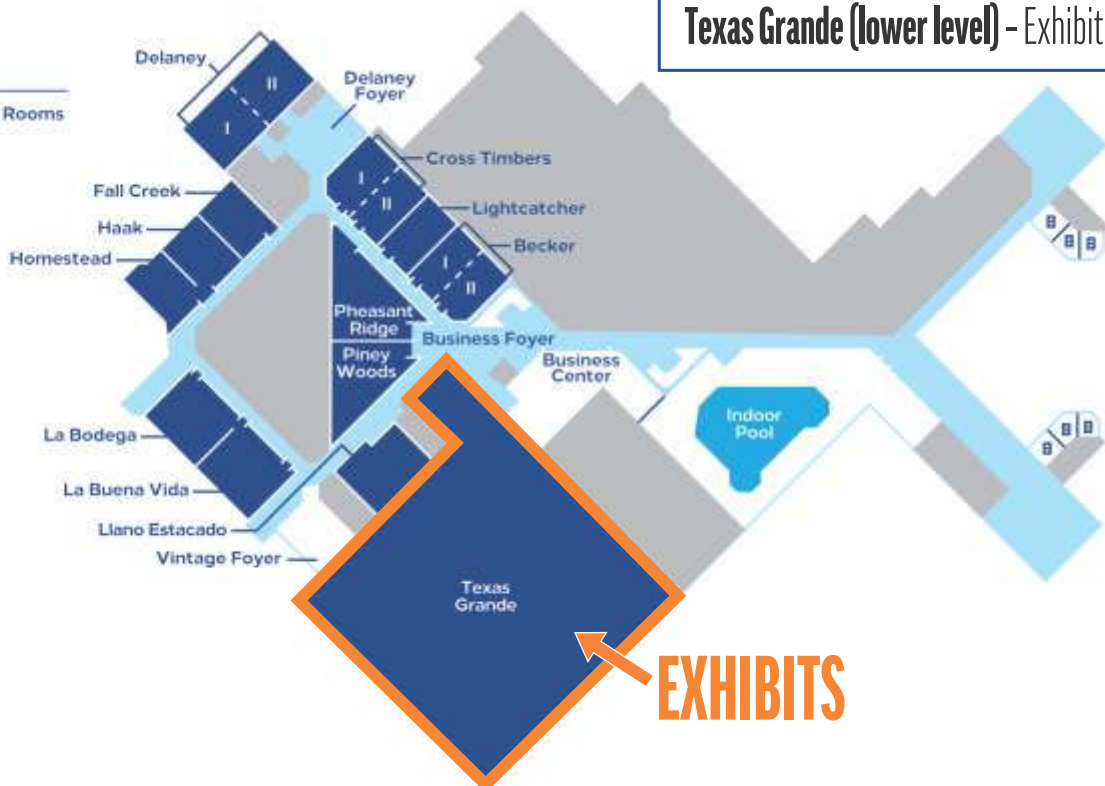 Texas Grande (lower level) – Exhibit
Delaney
Delaney
Foyer
Rooms
II
I
Cross Timbers
Fall Creek
I
II
Lightcatcher
Haak
Becker
Homestead
I
II
Pheasant
Ridge
Business Foyer
Piney
Woods
Business
Center
Indoor
Pool
La Bodega
La Buena Vida
Llano Estacado
Vintage Foyer
Texas
Grande
EXHIBITS